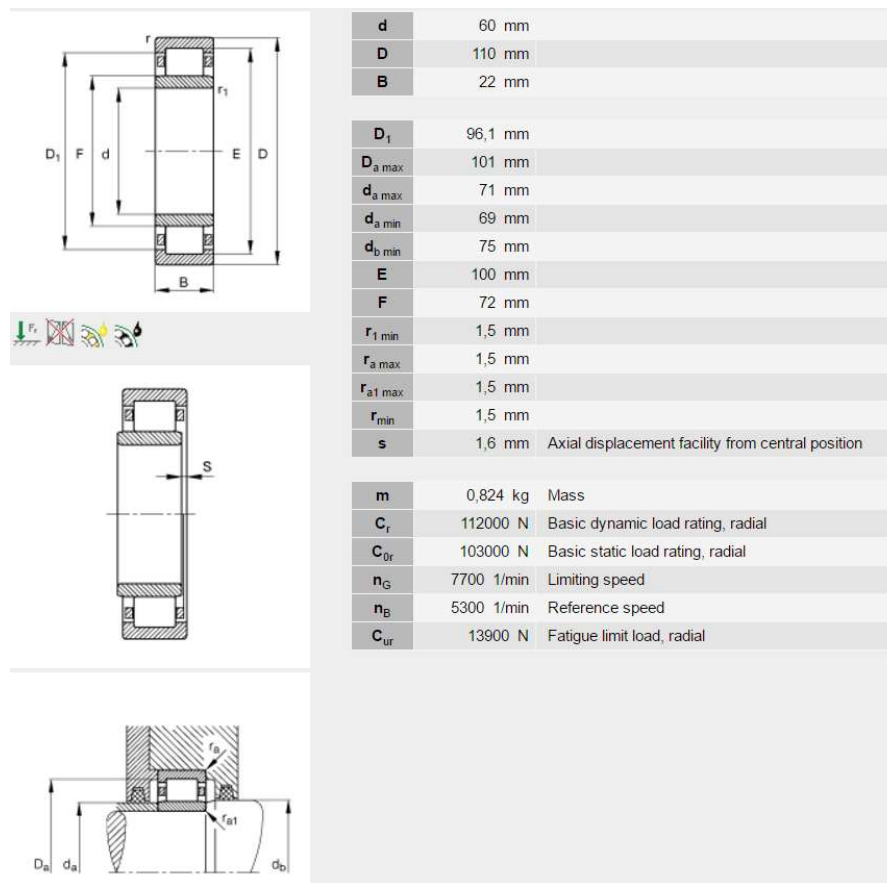 r
r1
D1 F d E D
B
Fr
S
ra
ra1
Da da db
d 60 mm
D 110 mm
B 22 mm
D1 96,1 mm
Da max 101 mm
da max 71 mm
da min 69 mm
db min 75 mm
E 100 mm
F 72 mm
r1 min 1,5 mm
ra max 1,5 mm
ra1 max 1,5 mm
rmin 1,5 mm
s 1,6 mm Axial displacement facility from central position
m 0,824 kg Mass
Cr 112000 N Basic dynamic load rating, radial
C0r 103000 N Basic static load rating, radial
nG 7700 1/min Limiting speed
nB 5300 1/min Reference speed
Cur 13900 N Fatigue limit load, radial